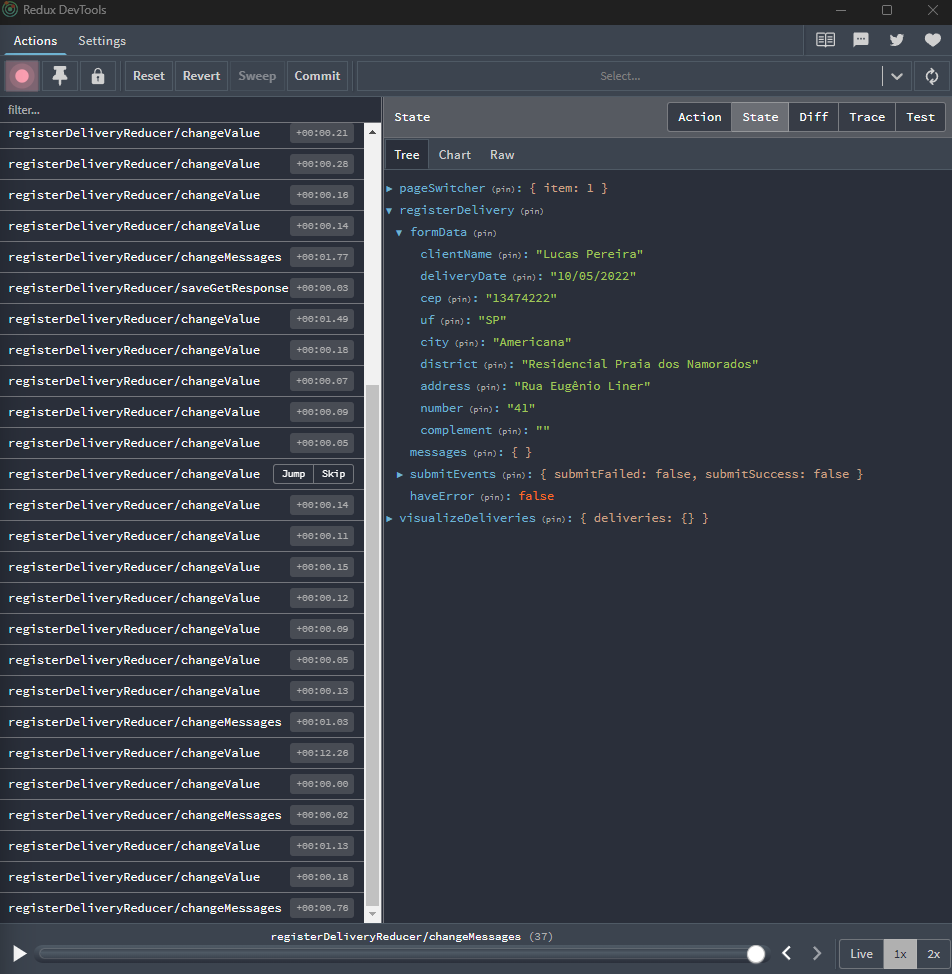 Redux DevTools
Actions Settings
Reset Revert Sweep Commit Select...
filter...
State Action State Diff Trace Test
Tree Chart Raw
registerDeliveryReducer/changeValue +00:00.21
registerDeliveryReducer/changeValue +00:00.28
registerDeliveryReducer/changeValue +00:00.16
registerDeliveryReducer/changeValue +00:00.14
registerDeliveryReducer/changeMessages +00:01.77
registerDeliveryReducer/saveGetResponse +00:00.03
registerDeliveryReducer/changeValue +00:01.49
registerDeliveryReducer/changeValue +00:00.18
registerDeliveryReducer/changeValue +00:00.07
registerDeliveryReducer/changeValue +00:00.09
registerDeliveryReducer/changeValue +00:00.05
registerDeliveryReducer/changeValue Jump Skip
registerDeliveryReducer/changeValue +00:00.14
registerDeliveryReducer/changeValue +00:00.11
registerDeliveryReducer/changeValue +00:00.15
registerDeliveryReducer/changeValue +00:00.12
registerDeliveryReducer/changeValue +00:00.09
registerDeliveryReducer/changeValue +00:00.05
registerDeliveryReducer/changeValue +00:00.13
registerDeliveryReducer/changeMessages +00:01.03
registerDeliveryReducer/changeValue +00:12.26
registerDeliveryReducer/changeValue +00:00.00
registerDeliveryReducer/changeMessages +00:00.02
registerDeliveryReducer/changeValue +00:01.13
registerDeliveryReducer/changeValue +00:00.18
registerDeliveryReducer/changeMessages +00:00.76
pageSwitcher (pin): { item: 1 }
registerDelivery (pin)
formData (pin)
clientName (pin): "Lucas Pereira"
deliveryDate (pin): "10/05/2022"
cep (pin): "13474222"
uf (pin): "SP"
city (pin): "Americana"
district (pin): "Residencial Praia dos Namorados"
address (pin): "Rua Eugênio Liner"
number (pin): "41"
complement (pin): ""
messages (pin): { }
submitEvents (pin): { submitFailed: false, submitSuccess: false }
haveError (pin): false
visualizeDeliveries (pin): { deliveries: {} }
registerDeliveryReducer/changeMessages (37)
Live 1x 2x